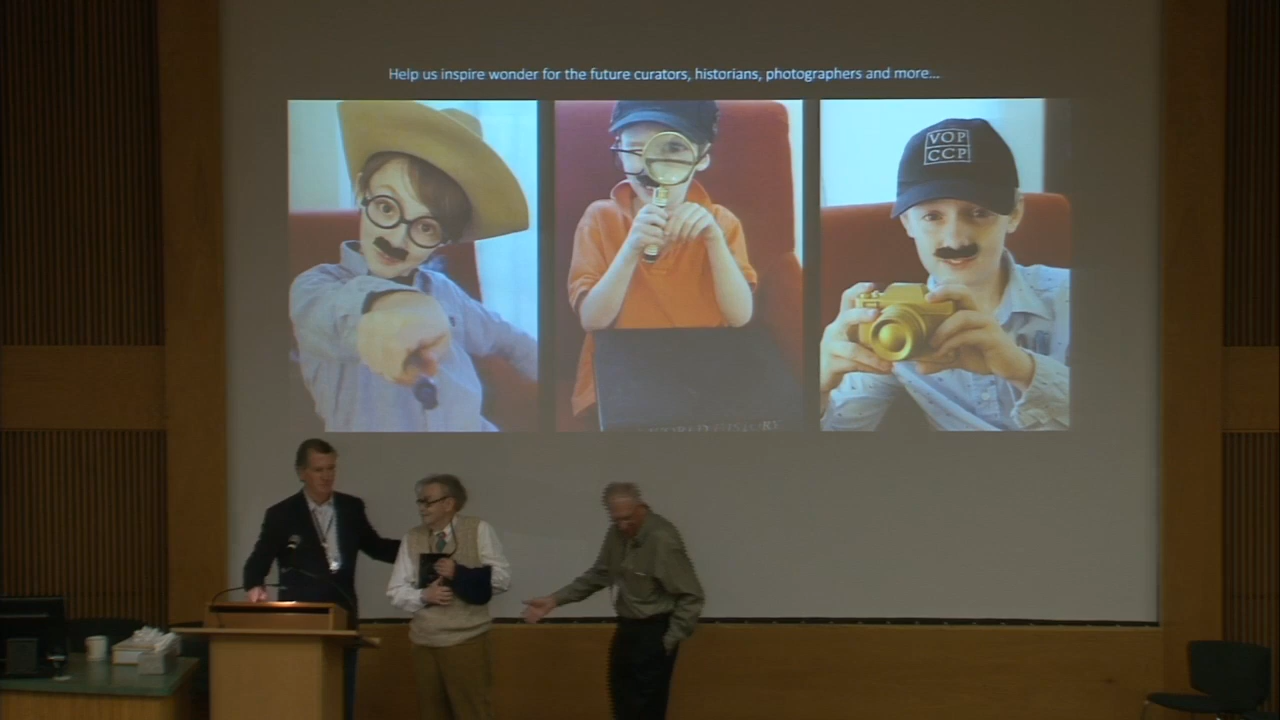 Help us inspire wonder for the future curators, historians, photographers and more...
VOP
CCP